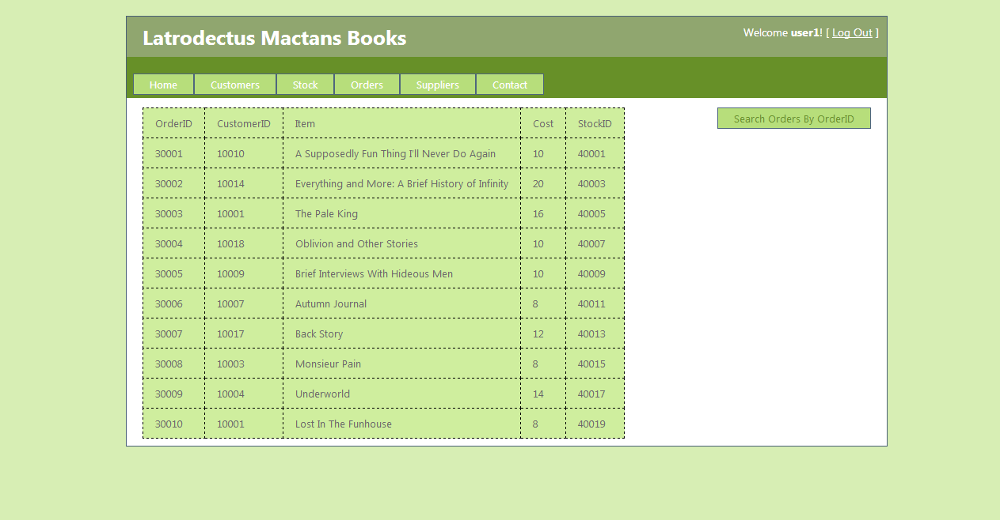 Latrodectus Mactans Books
Welcome user1! [ Log Out ]
Home Customers Stock Orders Suppliers Contact
Search Orders By OrderID
OrderID CustomerID Item Cost StockID
30001 10010 A Supposedly Fun Thing I'll Never Do Again 10 40001
30002 10014 Everything and More: A Brief History of Infinity 20 40003
30003 10001 The Pale King 16 40005
30004 10018 Oblivion and Other Stories 10 40007
30005 10009 Brief Interviews With Hideous Men 10 40009
30006 10007 Autumn Journal 8 40011
30007 10017 Back Story 12 40013
30008 10003 Monsieur Pain 8 40015
30009 10004 Underworld 14 40017
30010 10001 Lost In The Funhouse 8 40019